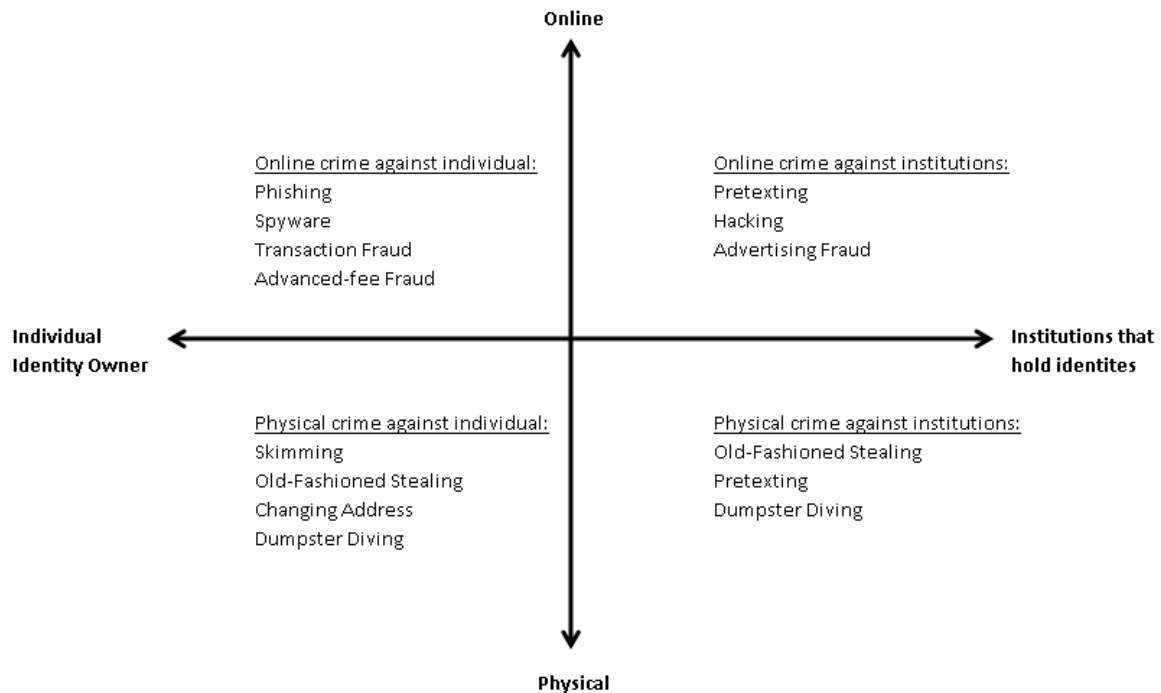 Online
Online crime against individual:
Phishing
Spyware
Transaction Fraud
Advanced-fee Fraud
Online crime against institutions:
Pretexting
Hacking
Advertising Fraud
Individual
Identity Owner
Institutions that
hold identites
Physical crime against individual:
Skimming
Old-Fashioned Stealing
Changing Address
Dumpster Diving
Physical crime against institutions:
Old-Fashioned Stealing
Pretexting
Dumpster Diving
Physical